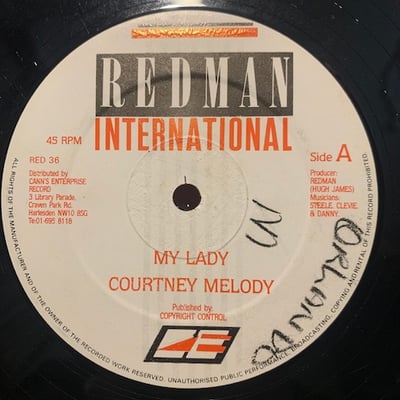 REDMAN
INTERNATIONAL
45 RPM
RED 36
Side A
Distributed by
CANN'S ENTERPRISE
RECORD
3 Library Parade,
Craven Park Rd.
Harlesden NW10 8SG
Te:01-695 8118
Producer:
REDMAN
(HUGH JAMES)
Musicians:
STEELE, CLEVIE,
& DANNY.
MY LADY
COURTNEY MELODY
Published by:
COPYRIGHT CONTROL
CE
ALL RIGHTS OF THE MANUFACTURER AND OF THE OWNER OF THE RECORDED WORK RESERVED. UNAUTHORISED PUBLIC PERFORMANCE, BROADCASTING, COPYING AND RENTAL OF THIS RECORD PROHIBITED.
ORLANDO